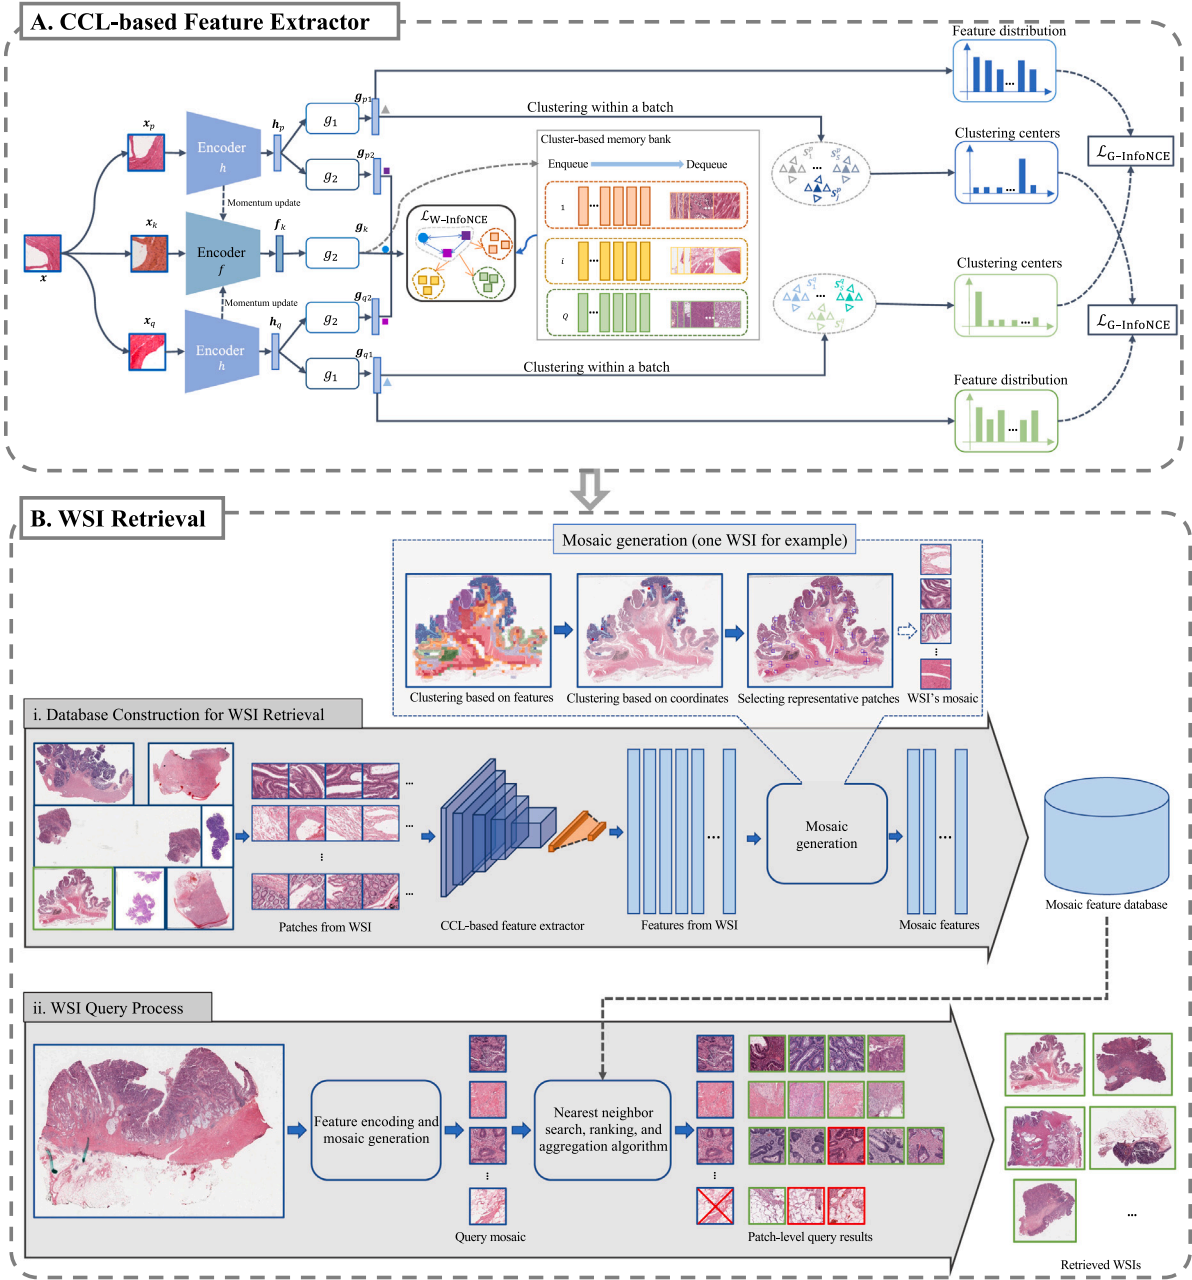 A. CCL-based Feature Extractor
Feature distribution
x_p
Encoder
h
h_p
g_1
g_p1
Clustering within a batch
g_2
g_p2
Momentum update
Cluster-based memory bank
Enqueue
Dequeue
S_1^p
...
S_s^p
S_j^p
Clustering centers
L_G-InfoNCE
x
x_k
Encoder
f
f_k
g_2
g_k
L_W-InfoNCE
1
...
i
...
Q
...
Momentum update
x_q
Encoder
h
h_q
g_2
g_q2
g_1
g_q1
Clustering within a batch
...
Clustering centers
...
L_G-InfoNCE
Feature distribution
...
B. WSI Retrieval
Mosaic generation (one WSI for example)
Clustering based on features
Clustering based on coordinates
Selecting representative patches
WSI's mosaic
i. Database Construction for WSI Retrieval
...
Patches from WSI
CCL-based feature extractor
...
Features from WSI
Mosaic
generation
...
Mosaic features
Mosaic feature database
ii. WSI Query Process
Feature encoding and
mosaic generation
Query mosaic
Nearest neighbor
search, ranking, and
aggregation algorithm
Patch-level query results
...
Retrieved WSIs